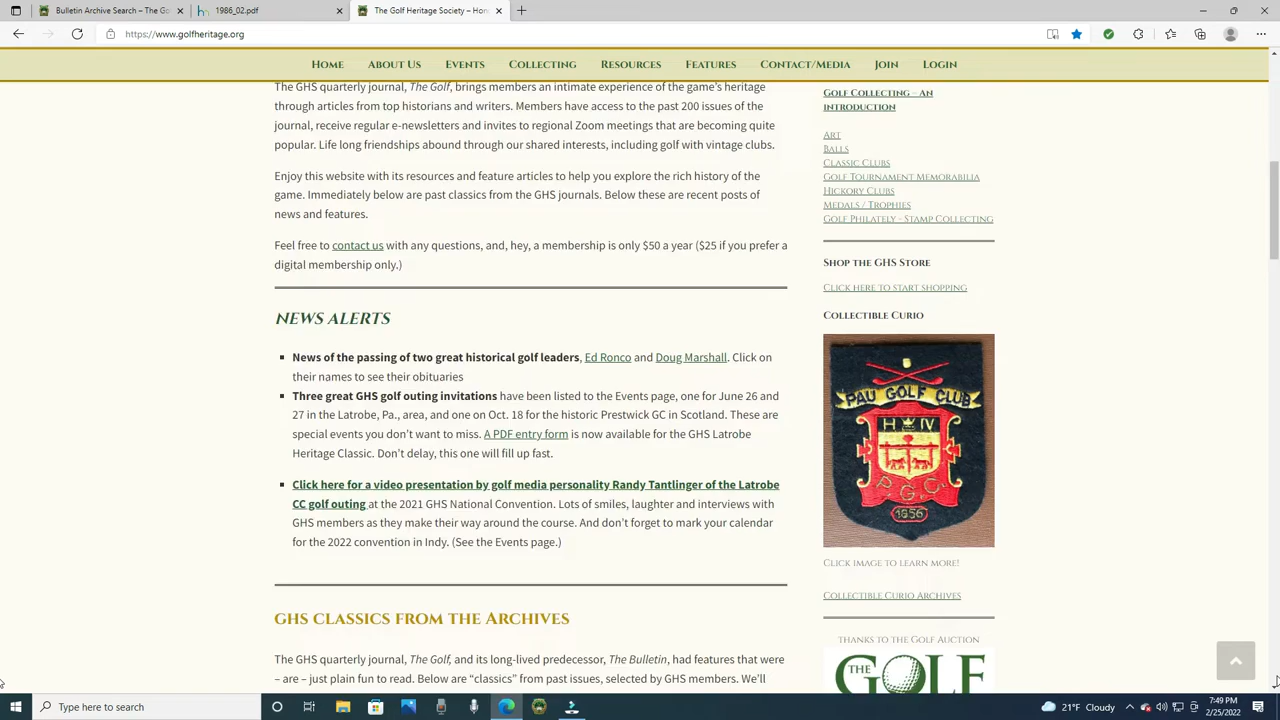 Bulletin Archive Search – The Go
1986_02.pdf
The Golf Heritage Society – Hon
https://www.golfheritage.org
Home
About Us
Events
Collecting
Resources
Features
Contact/Media
Join
Login
The GHS quarterly journal, The Golf, brings members an intimate experience of the game's heritage
through articles from top historians and writers. Members have access to the past 200 issues of the
journal, receive regular e-newsletters and invites to regional Zoom meetings that are becoming quite
popular. Life long friendships abound through our shared interests, including golf with vintage clubs.
Enjoy this website with its resources and feature articles to help you explore the rich history of the
game. Immediately below are past classics from the GHS journals. Below these are recent posts of
news and features.
Feel free to contact us with any questions, and, hey, a membership is only $50 a year ($25 if you prefer a
digital membership only.)
NEWS ALERTS
News of the passing of two great historical golf leaders, Ed Ronco and Doug Marshall. Click on
their names to see their obituaries
Three great GHS golf outing invitations have been listed to the Events page, one for June 26 and
27 in the Latrobe, Pa., area, and one on Oct. 18 for the historic Prestwick GC in Scotland. These are
special events you don't want to miss. A PDF entry form is now available for the GHS Latrobe
Heritage Classic. Don't delay, this one will fill up fast.
Click here for a video presentation by golf media personality Randy Tantlinger of the Latrobe
CC golf outing at the 2021 GHS National Convention. Lots of smiles, laughter and interviews with
GHS members as they make their way around the course. And don't forget to mark your calendar
for the 2022 convention in Indy. (See the Events page.)
GHS Classics from the Archives
The GHS quarterly journal, The Golf, and its long-lived predecessor, The Bulletin, had features that were
– are – just plain fun to read. Below are "classics" from past issues, selected by GHS members. We'll
Golf Collecting – An
introduction
Art
Balls
Classic Clubs
Golf Tournament Memorabilia
Hickory Clubs
Medals / Trophies
Golf Philately – Stamp Collecting
Shop the GHS Store
Click here to start shopping
Collectible Curio
PAU GOLF CLUB
H IV
P.G.C.
1856
Click image to learn more!
Collectible Curio Archives
thanks to the Golf Auction
THE GOLF
Type here to search
21°F Cloudy
7:49 PM
2/25/2022